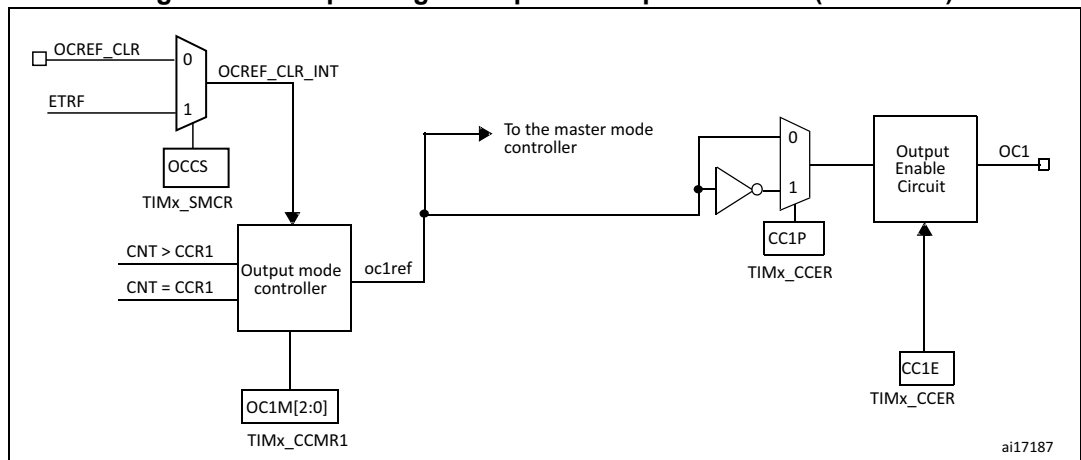 OCREF_CLR
0
OCREF_CLR_INT
ETRF
1
OCCS
TIMx_SMCR
To the master mode
controller
0
1
Output
Enable
Circuit
OC1
CC1P
TIMx_CCER
CNT > CCR1
CNT = CCR1
Output mode
controller
oc1ref
CC1E
TIMx_CCER
OC1M[2:0]
TIMx_CCMR1
ai17187